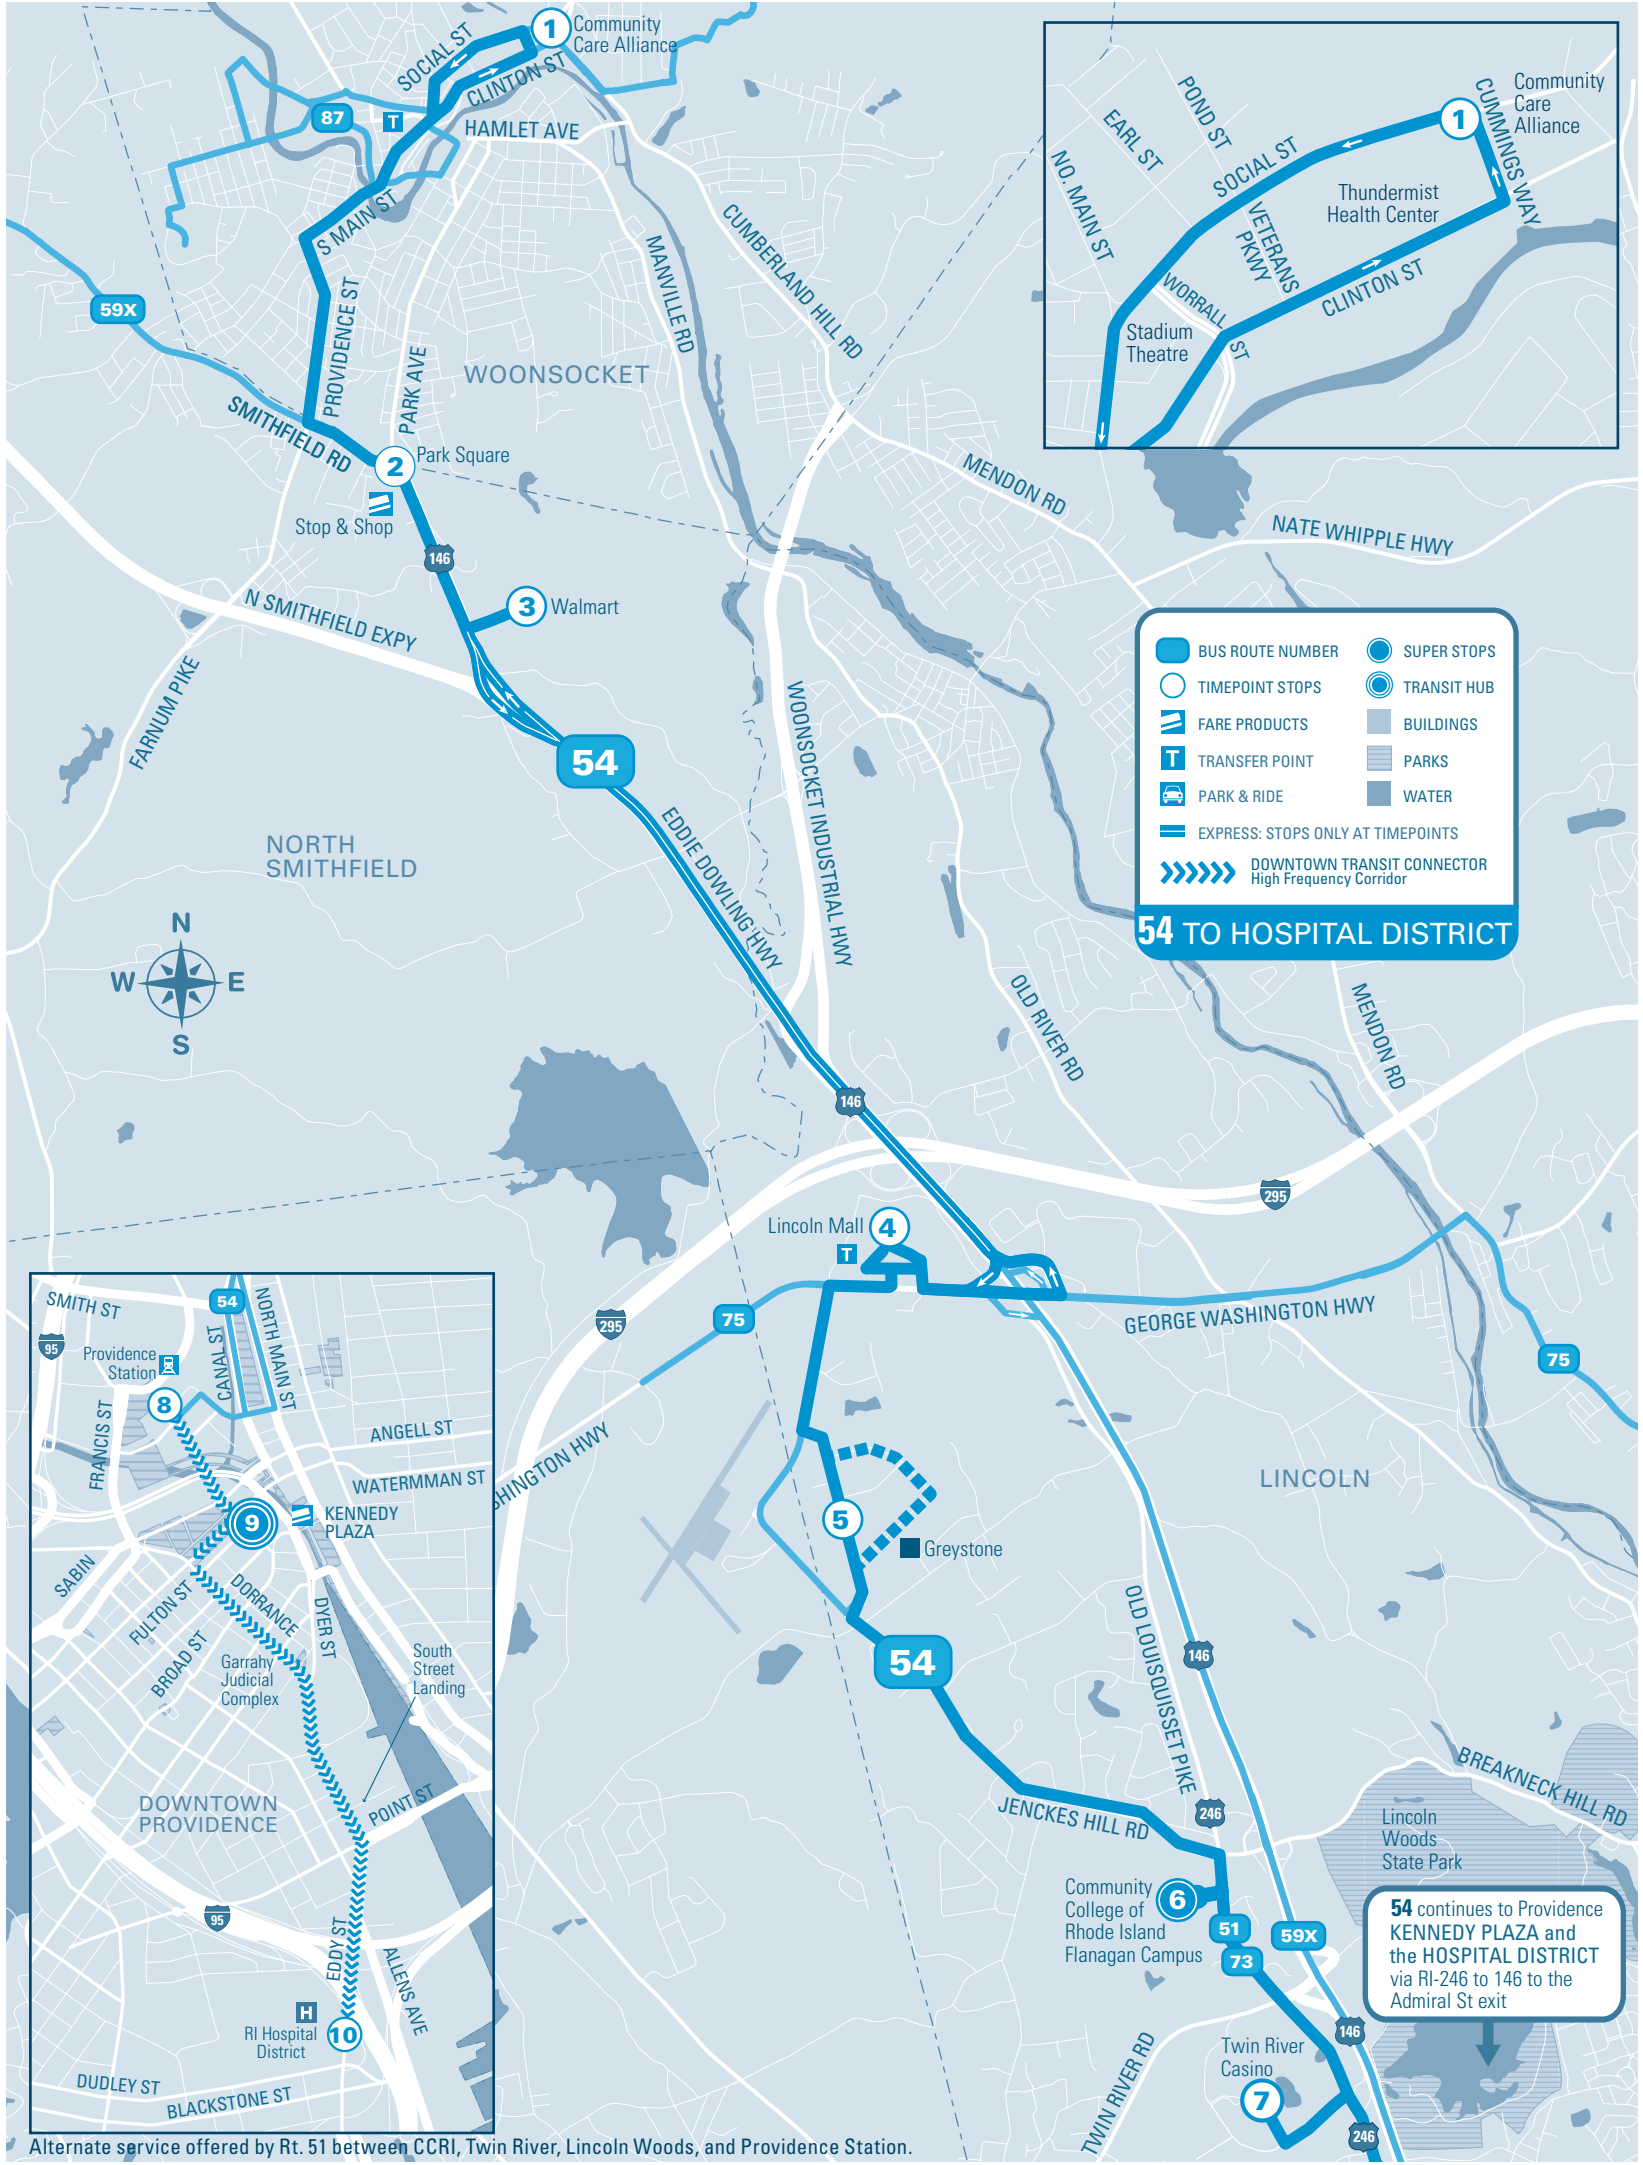 1
Community
Care Alliance
SOCIAL ST
CLINTON ST
87
T
HAMLET AVE
S MAIN ST
59X
PROVIDENCE ST
PARK AVE
WOONSOCKET
MANVILLE RD
CUMBERLAND HILL RD
SMITHFIELD RD
2
Park Square
Stop & Shop
146
3
Walmart
N SMITHFIELD EXPY
FARNUM PIKE
54
MENDON RD
NATE WHIPPLE HWY
WOONSOCKET INDUSTRIAL HWY
EDDIE DOWLING HWY
NORTH
SMITHFIELD
N
W
E
S
OLD RIVER RD
MENDON RD
146
295
Community
Care
Alliance
1
CUMMINGS WAY
POND ST
EARL ST
SOCIAL ST
NO. MAIN ST
Thundermist
Health Center
VETERANS
PKWY
WORRALL
ST
CLINTON ST
Stadium
Theatre
BUS ROUTE NUMBER
SUPER STOPS
TIMEPOINT STOPS
TRANSIT HUB
FARE PRODUCTS
BUILDINGS
T
TRANSFER POINT
PARKS
PARK & RIDE
WATER
EXPRESS: STOPS ONLY AT TIMEPOINTS
DOWNTOWN TRANSIT CONNECTOR
High Frequency Corridor
54 TO HOSPITAL DISTRICT
Lincoln Mall
4
T
75
295
GEORGE WASHINGTON HWY
75
SHINGTON HWY
LINCOLN
5
Greystone
54
OLD LOUISQUISSET PIKE
146
JENCKES HILL RD
246
BREAKNECK HILL RD
Lincoln
Woods
State Park
Community
College of
Rhode Island
Flanagan Campus
6
51
73
59X
54 continues to Providence
KENNEDY PLAZA and
the HOSPITAL DISTRICT
via RI-246 to 146 to the
Admiral St exit
146
TWIN RIVER RD
Twin River
Casino
7
246
SMITH ST
54
NORTH MAIN ST
95
Providence
Station
CANAL ST
8
FRANCIS ST
ANGELL ST
WATERMMAN ST
9
KENNEDY
PLAZA
SABIN
FULTON ST
DORRANCE
DYER ST
BROAD ST
Garrahy
Judicial
Complex
South
Street
Landing
DOWNTOWN
PROVIDENCE
POINT ST
95
EDDY ST
ALLENS AVE
H
RI Hospital
District
10
DUDLEY ST
BLACKSTONE ST
Alternate service offered by Rt. 51 between CCRI, Twin River, Lincoln Woods, and Providence Station.